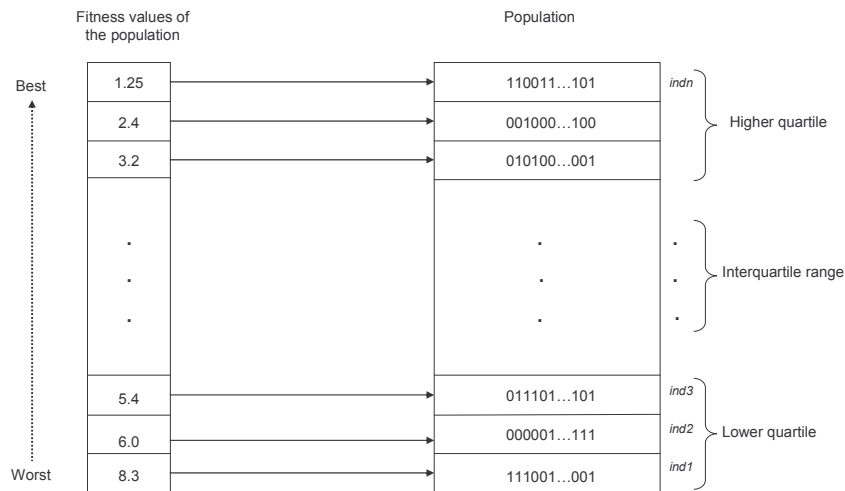 Fitness values of
the population
Population
Best
1.25
110011…101
indn
2.4
001000…100
Higher quartile
3.2
010100…001
.
.
.
.
.
.
Interquartile range
.
.
.
5.4
011101…101
ind3
6.0
000001…111
ind2
Lower quartile
Worst
8.3
111001…001
ind1